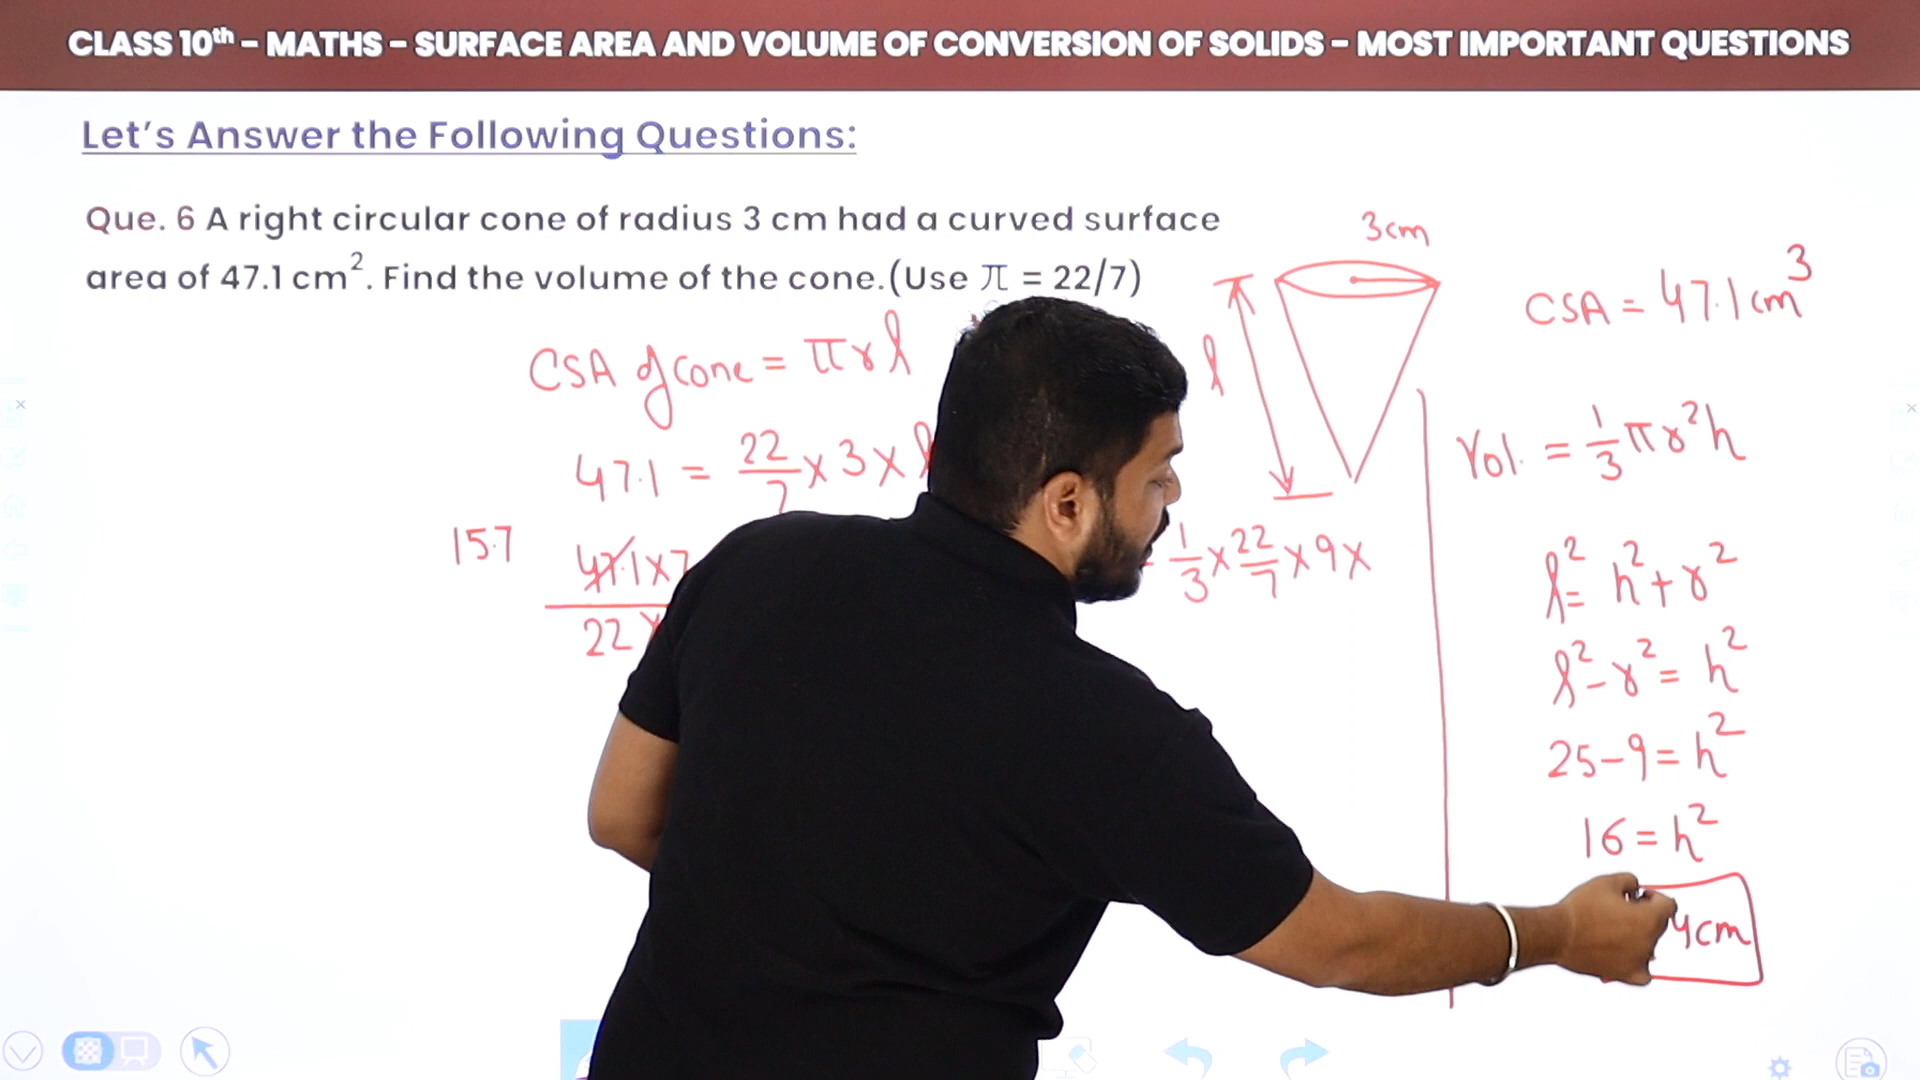 CLASS 10th - MATHS - SURFACE AREA AND VOLUME OF CONVERSION OF SOLIDS - MOST IMPORTANT QUESTIONS
Let's Answer the Following Questions:
Que. 6 A right circular cone of radius 3 cm had a curved surface
area of 47.1 cm². Find the volume of the cone.(Use π = 22/7)
CSA of cone = πrl
47.1 = 22/7 × 3 × l
15.7
47.1×7
22×
3cm
l
1/3 × 22/7 × 9 ×
CSA = 47.1 cm³
Vol. = 1/3 πr²h
l² = h² + r²
l² - r² = h²
25 - 9 = h²
16 = h²
4cm